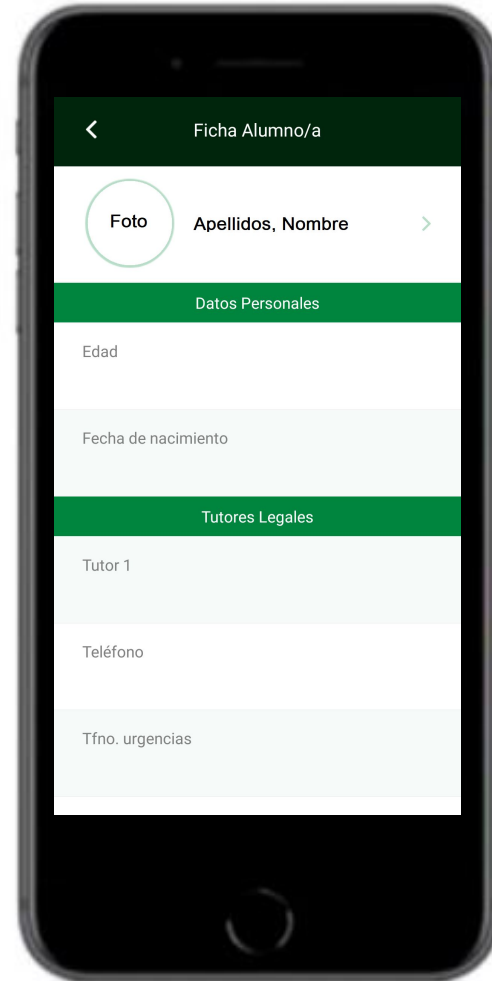 Ficha Alumno/a
Foto
Apellidos, Nombre
Datos Personales
Edad
Fecha de nacimiento
Tutores Legales
Tutor 1
Teléfono
Tfno. urgencias